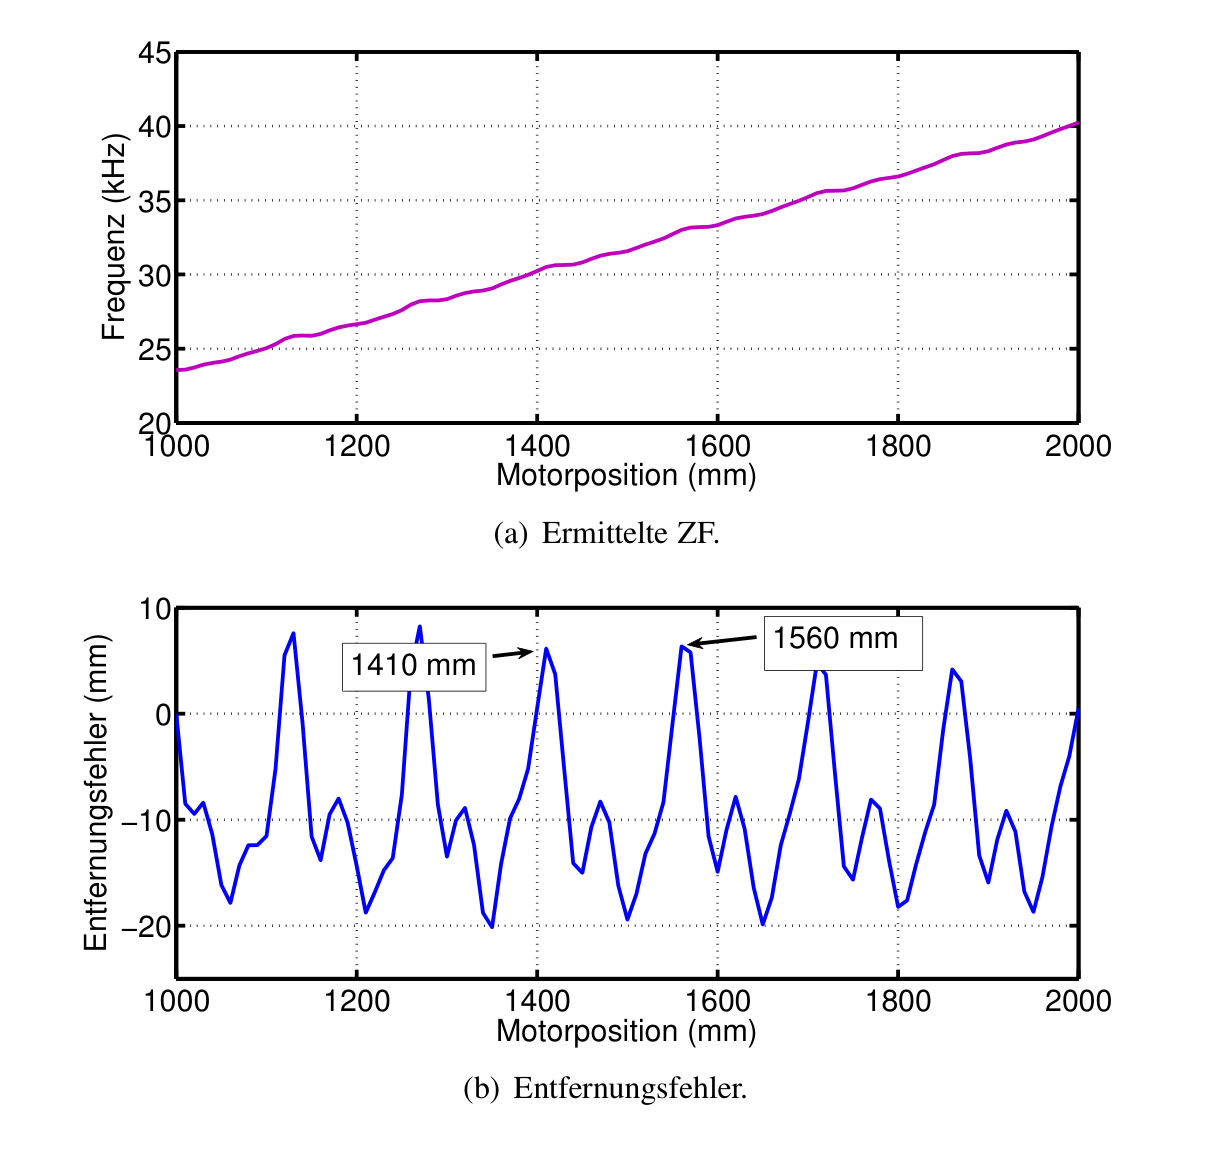 45
40
35
30
25
20
Frequenz (kHz)
1000 1200 1400 1600 1800 2000
Motorposition (mm)
(a) Ermittelte ZF.
10
0
−10
−20
Entfernungsfehler (mm)
1410 mm
1560 mm
1000 1200 1400 1600 1800 2000
Motorposition (mm)
(b) Entfernungsfehler.